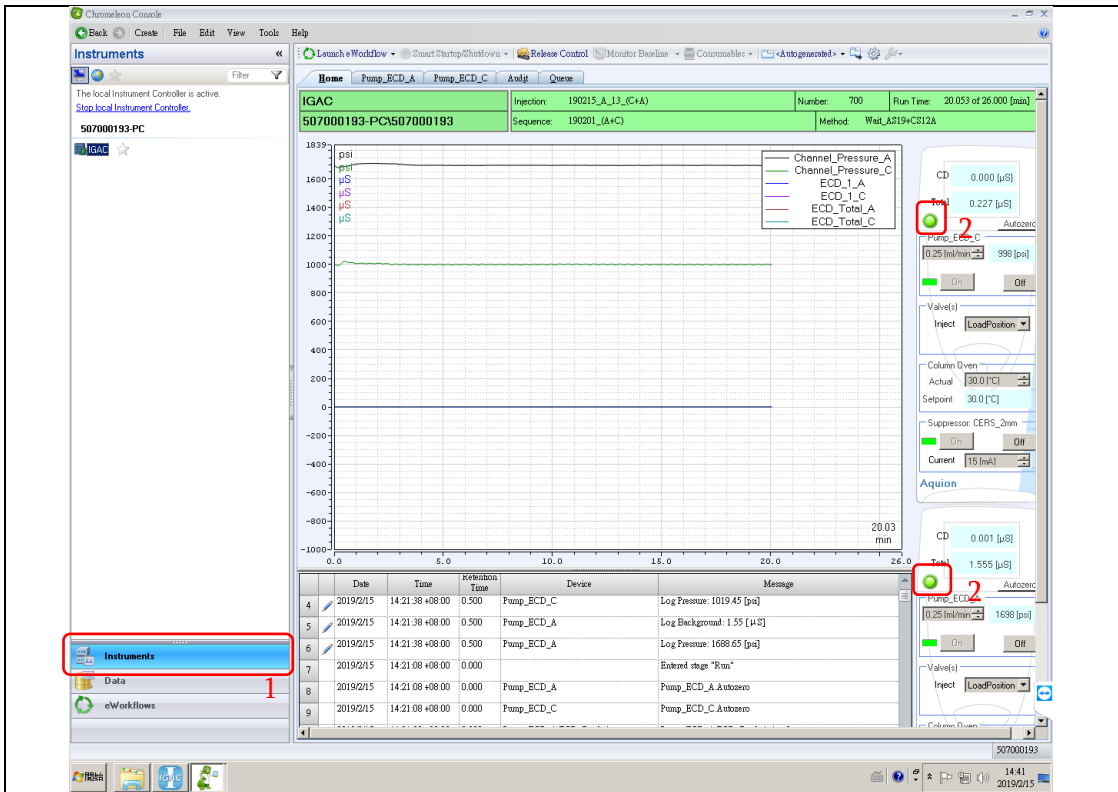 Chromeleon Console
Back Create File Edit View Tools Help
Instruments «
Launch eWorkflow Smart Startup/Shutdown Release Control Monitor Baseline Consumables <Autogenerated>
Filter
Home Pump_ECD_A Pump_ECD_C Audit Queue
The local Instrument Controller is active.
Stop local Instrument Controller.
507000193-PC
IGAC
IGAC Injection: 190215_A_13_(C+A) Number: 700 Run Time: 20.053 of 26.000 [min]
507000193-PC\507000193 Sequence: 190201_(A+C) Method: Wait_AS19+CS12A
1839
1600
1400
1200
1000
800
600
400
200
0
-200
-400
-600
-800
-1000
psi
psi
µS
µS
µS
µS
Channel_Pressure_A
Channel_Pressure_C
ECD_1_A
ECD_1_C
ECD_Total_A
ECD_Total_C
20.03
min
0.0 5.0 10.0 15.0 20.0 26.0
CD 0.000 [µS]
Total 0.227 [µS]
2
Autozero
Pump_ECD_C
0.25 [ml/min] 998 [psi]
On Off
Valve(s)
Inject LoadPosition
Column Oven
Actual 30.0 [°C]
Setpoint 30.0 [°C]
Suppressor: CERS_2mm
On Off
Current 15 [mA]
Aquion
CD 0.001 [µS]
Total 1.555 [µS]
2
Autozero
Pump_ECD_A
0.25 [ml/min] 1698 [psi]
On Off
Valve(s)
Inject LoadPosition
Column Oven
Date Time Retention Time Device Message
4 2019/2/15 14:21:38 +08:00 0.500 Pump_ECD_C Log Pressure: 1019.45 [psi]
5 2019/2/15 14:21:38 +08:00 0.500 Pump_ECD_A Log Background: 1.55 [µS]
6 2019/2/15 14:21:38 +08:00 0.500 Pump_ECD_A Log Pressure: 1688.65 [psi]
7 2019/2/15 14:21:08 +08:00 0.000 Entered stage "Run"
8 2019/2/15 14:21:08 +08:00 0.000 Pump_ECD_A Pump_ECD_A.Autozero
9 2019/2/15 14:21:08 +08:00 0.000 Pump_ECD_C Pump_ECD_C.Autozero
Instruments
Data
1
eWorkflows
507000193
開始
IGAC
14:41
2019/2/15